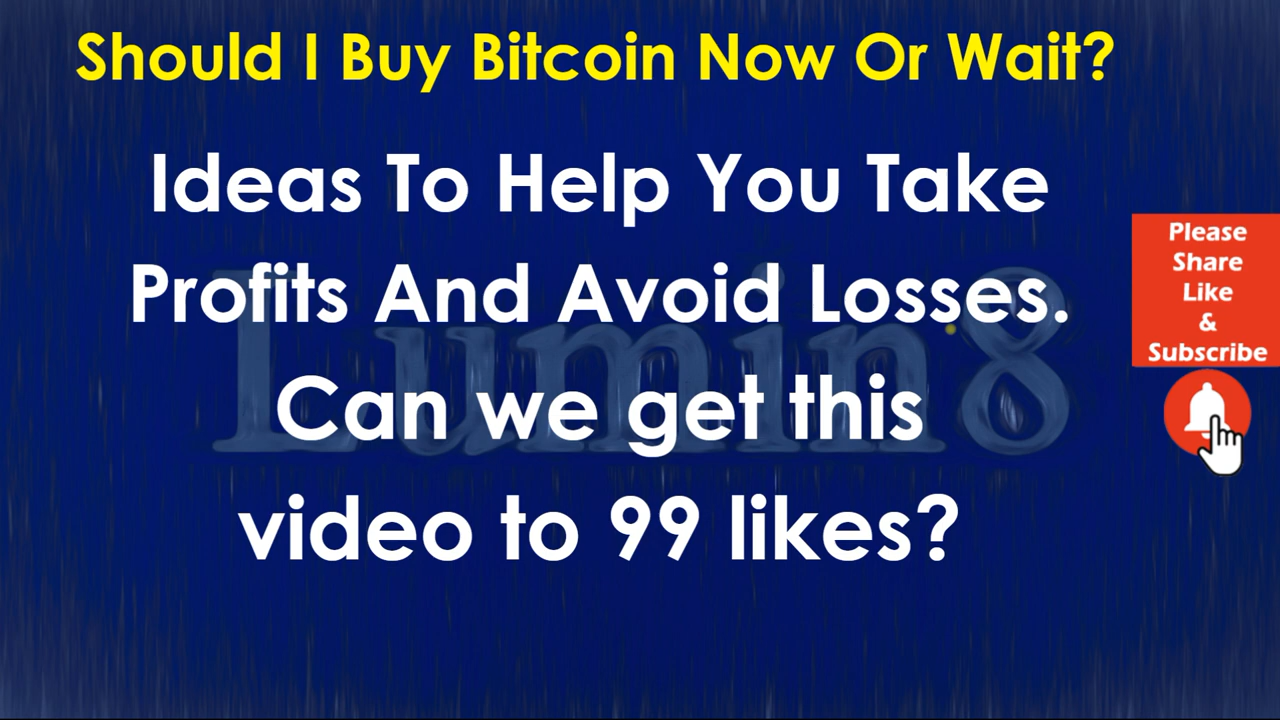 Should I Buy Bitcoin Now Or Wait?
Ideas To Help You Take
Profits And Avoid Losses.
Lumin8
Can we get this
video to 99 likes?
Please
Share
Like
&
Subscribe